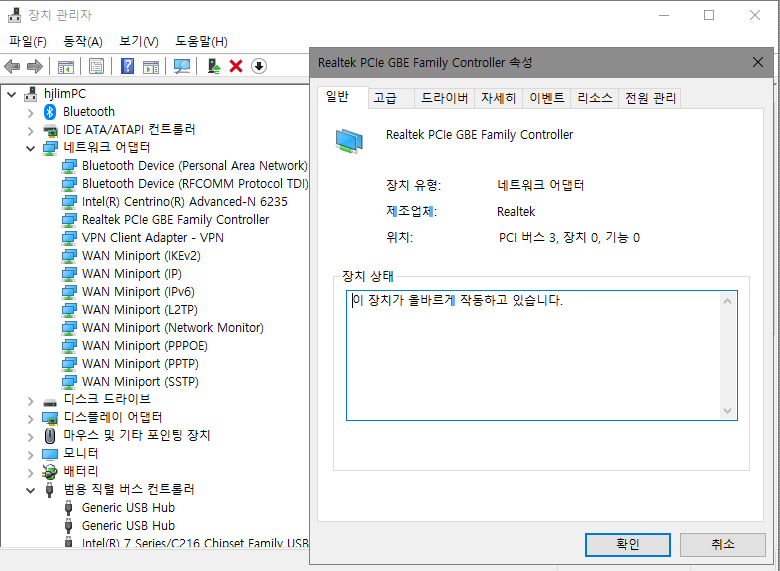 장치 관리자
파일(F) 동작(A) 보기(V) 도움말(H)
hjlimPC
Bluetooth
IDE ATA/ATAPI 컨트롤러
네트워크 어댑터
Bluetooth Device (Personal Area Network)
Bluetooth Device (RFCOMM Protocol TDI)
Intel(R) Centrino(R) Advanced-N 6235
Realtek PCIe GBE Family Controller
VPN Client Adapter - VPN
WAN Miniport (IKEv2)
WAN Miniport (IP)
WAN Miniport (IPv6)
WAN Miniport (L2TP)
WAN Miniport (Network Monitor)
WAN Miniport (PPPOE)
WAN Miniport (PPTP)
WAN Miniport (SSTP)
디스크 드라이브
디스플레이 어댑터
마우스 및 기타 포인팅 장치
모니터
배터리
범용 직렬 버스 컨트롤러
Generic USB Hub
Generic USB Hub
Intel(R) 7 Series/C216 Chipset Family USB
Realtek PCIe GBE Family Controller 속성
일반 고급 드라이버 자세히 이벤트 리소스 전원 관리
Realtek PCIe GBE Family Controller
장치 유형: 네트워크 어댑터
제조업체: Realtek
위치: PCI 버스 3, 장치 0, 기능 0
장치 상태
이 장치가 올바르게 작동하고 있습니다.
확인 취소